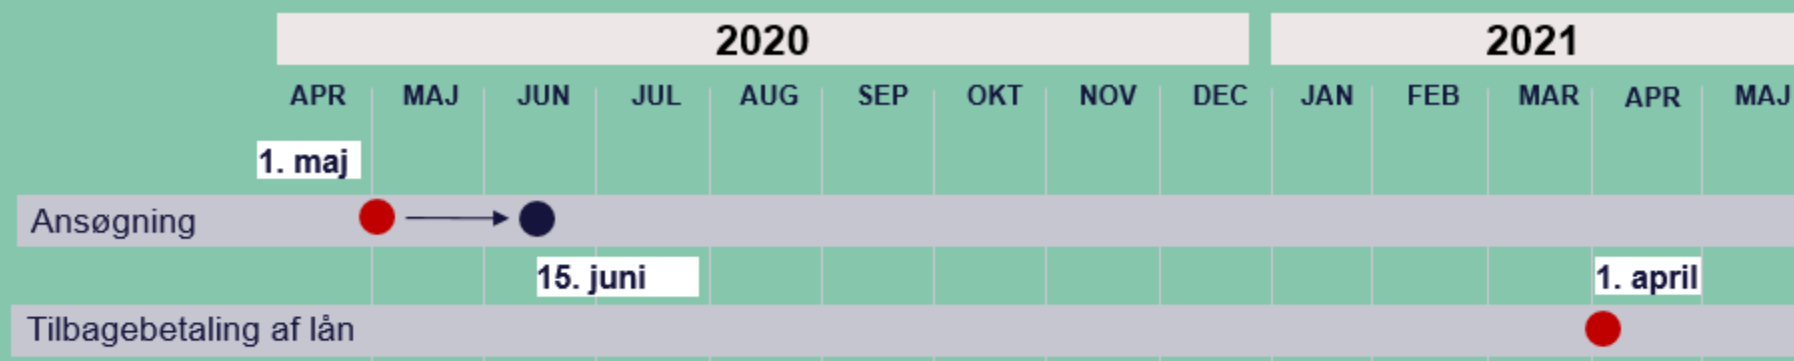 2020 2021
APR MAJ JUN JUL AUG SEP OKT NOV DEC JAN FEB MAR APR MAJ
1. maj
Ansøgning
15. juni 1. april
Tilbagebetaling af lån